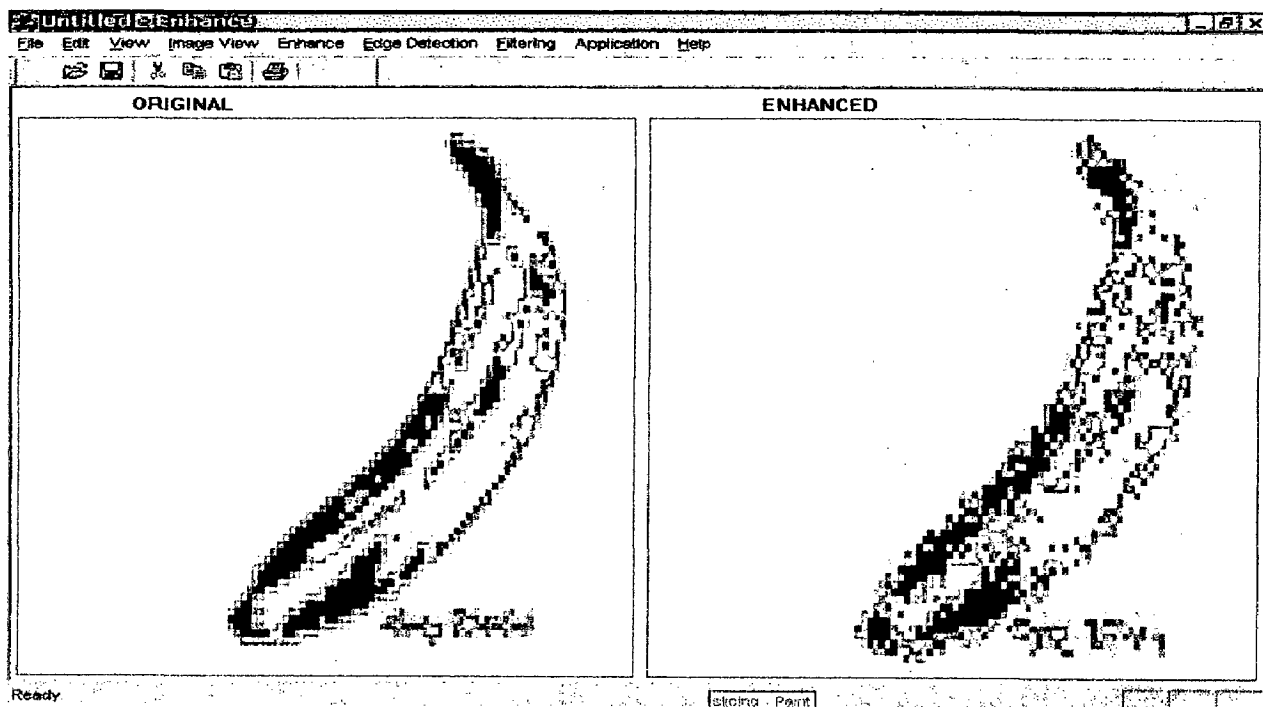 Untitled - Enhance
File Edit View Image View Enhance Edge Detection Filtering Application Help
ORIGINAL ENHANCED
Ready
slicing - Paint